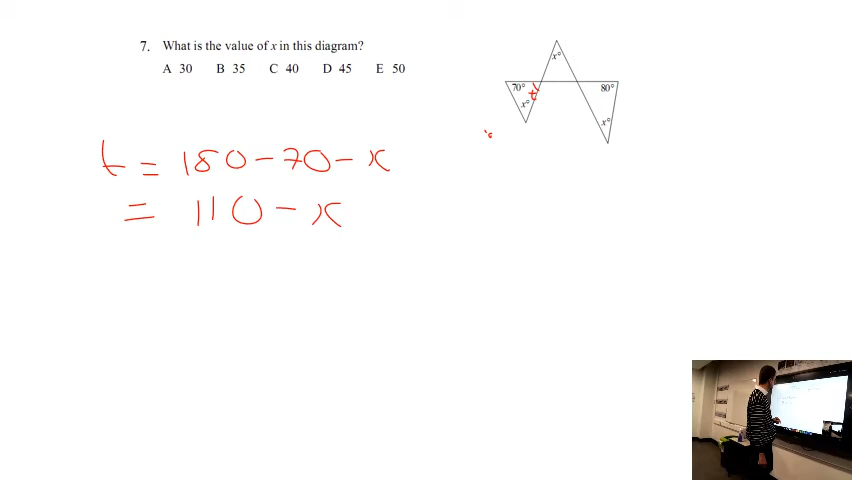 7. What is the value of x in this diagram?
A 30 B 35 C 40 D 45 E 50
x°
70° t 80°
x°
x°
t = 180 - 70 - x
= 110 - x